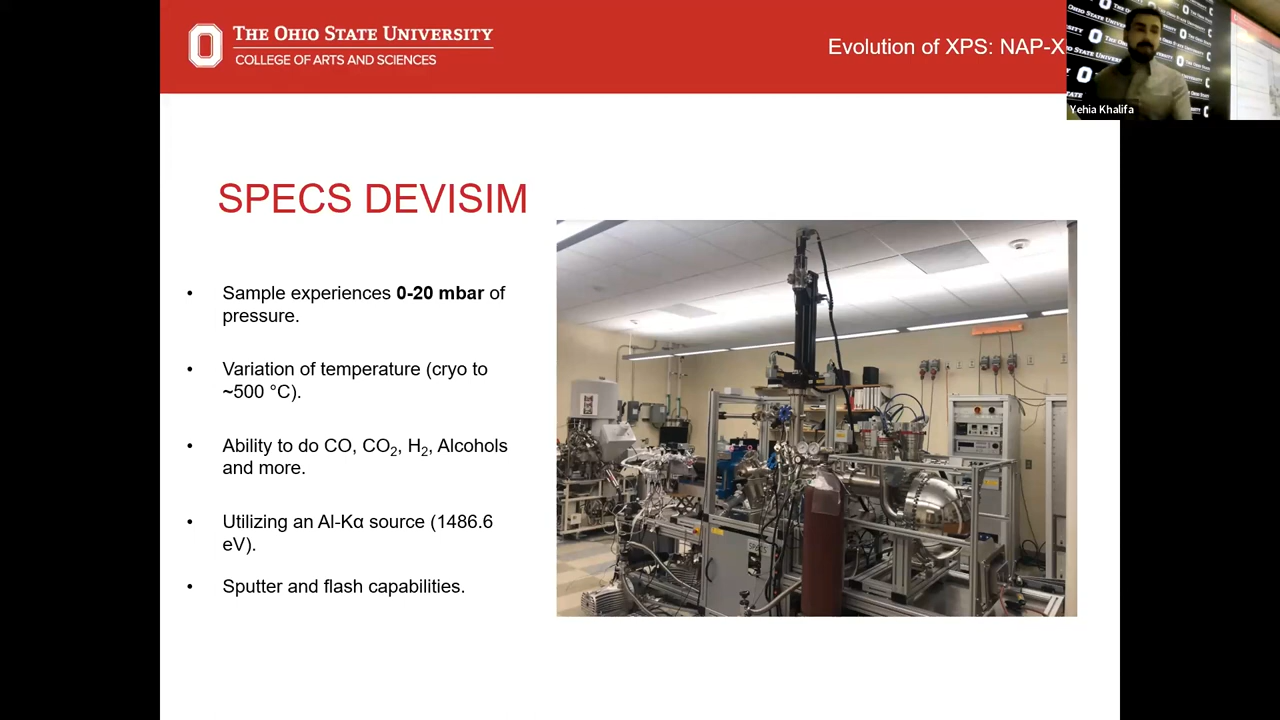 THE OHIO STATE UNIVERSITY
COLLEGE OF ARTS AND SCIENCES
Evolution of XPS: NAP-X
Yehia Khalifa
SPECS DEVISIM
• Sample experiences 0-20 mbar of
pressure.
• Variation of temperature (cryo to
~500 °C).
• Ability to do CO, CO₂, H₂, Alcohols
and more.
• Utilizing an Al-Kα source (1486.6
eV).
• Sputter and flash capabilities.
SPECS